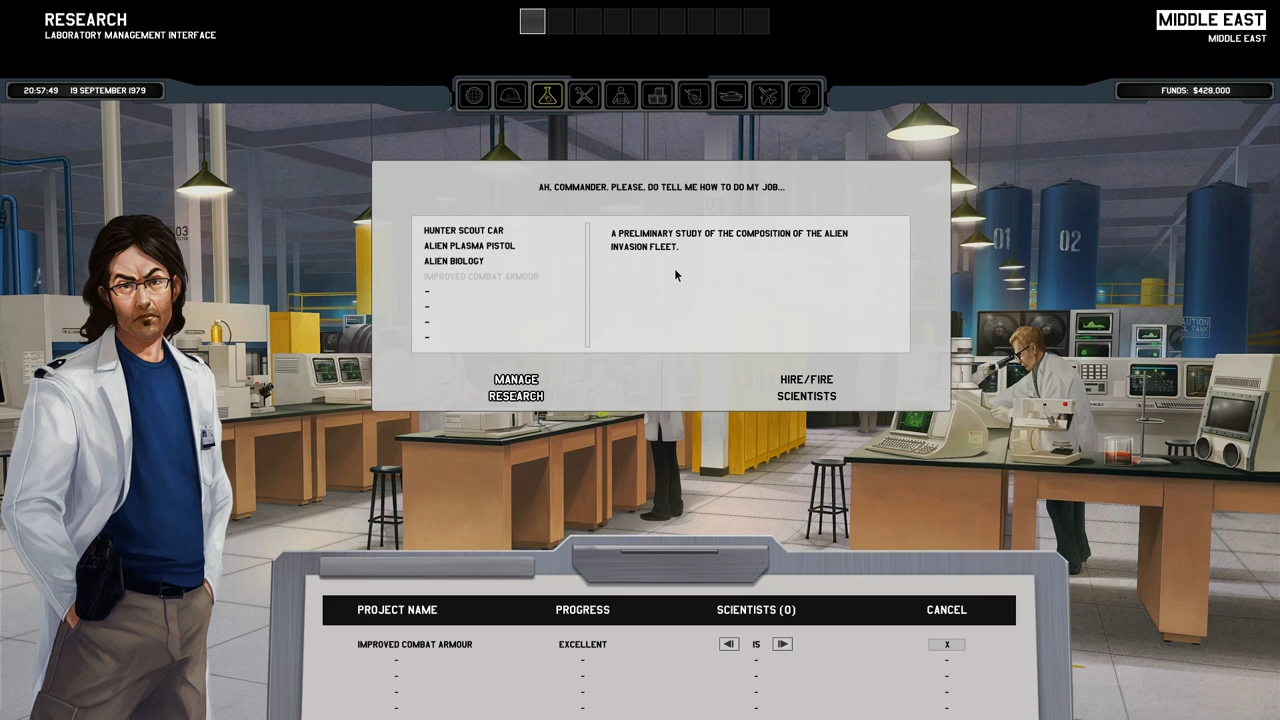 RESEARCH
LABORATORY MANAGEMENT INTERFACE
MIDDLE EAST
MIDDLE EAST
20:57:49 19 SEPTEMBER 1979
?
FUNDS: $428,000
AH, COMMANDER. PLEASE, DO TELL ME HOW TO DO MY JOB...
HUNTER SCOUT CAR
ALIEN PLASMA PISTOL
ALIEN BIOLOGY
IMPROVED COMBAT ARMOUR
-
-
-
-
A PRELIMINARY STUDY OF THE COMPOSITION OF THE ALIEN
INVASION FLEET.
MANAGE
RESEARCH
HIRE/FIRE
SCIENTISTS
03
01
02
CAUTION
PROJECT NAME PROGRESS SCIENTISTS (0) CANCEL
IMPROVED COMBAT ARMOUR EXCELLENT 15 X
- - - -
- - - -
- - - -
- - - -